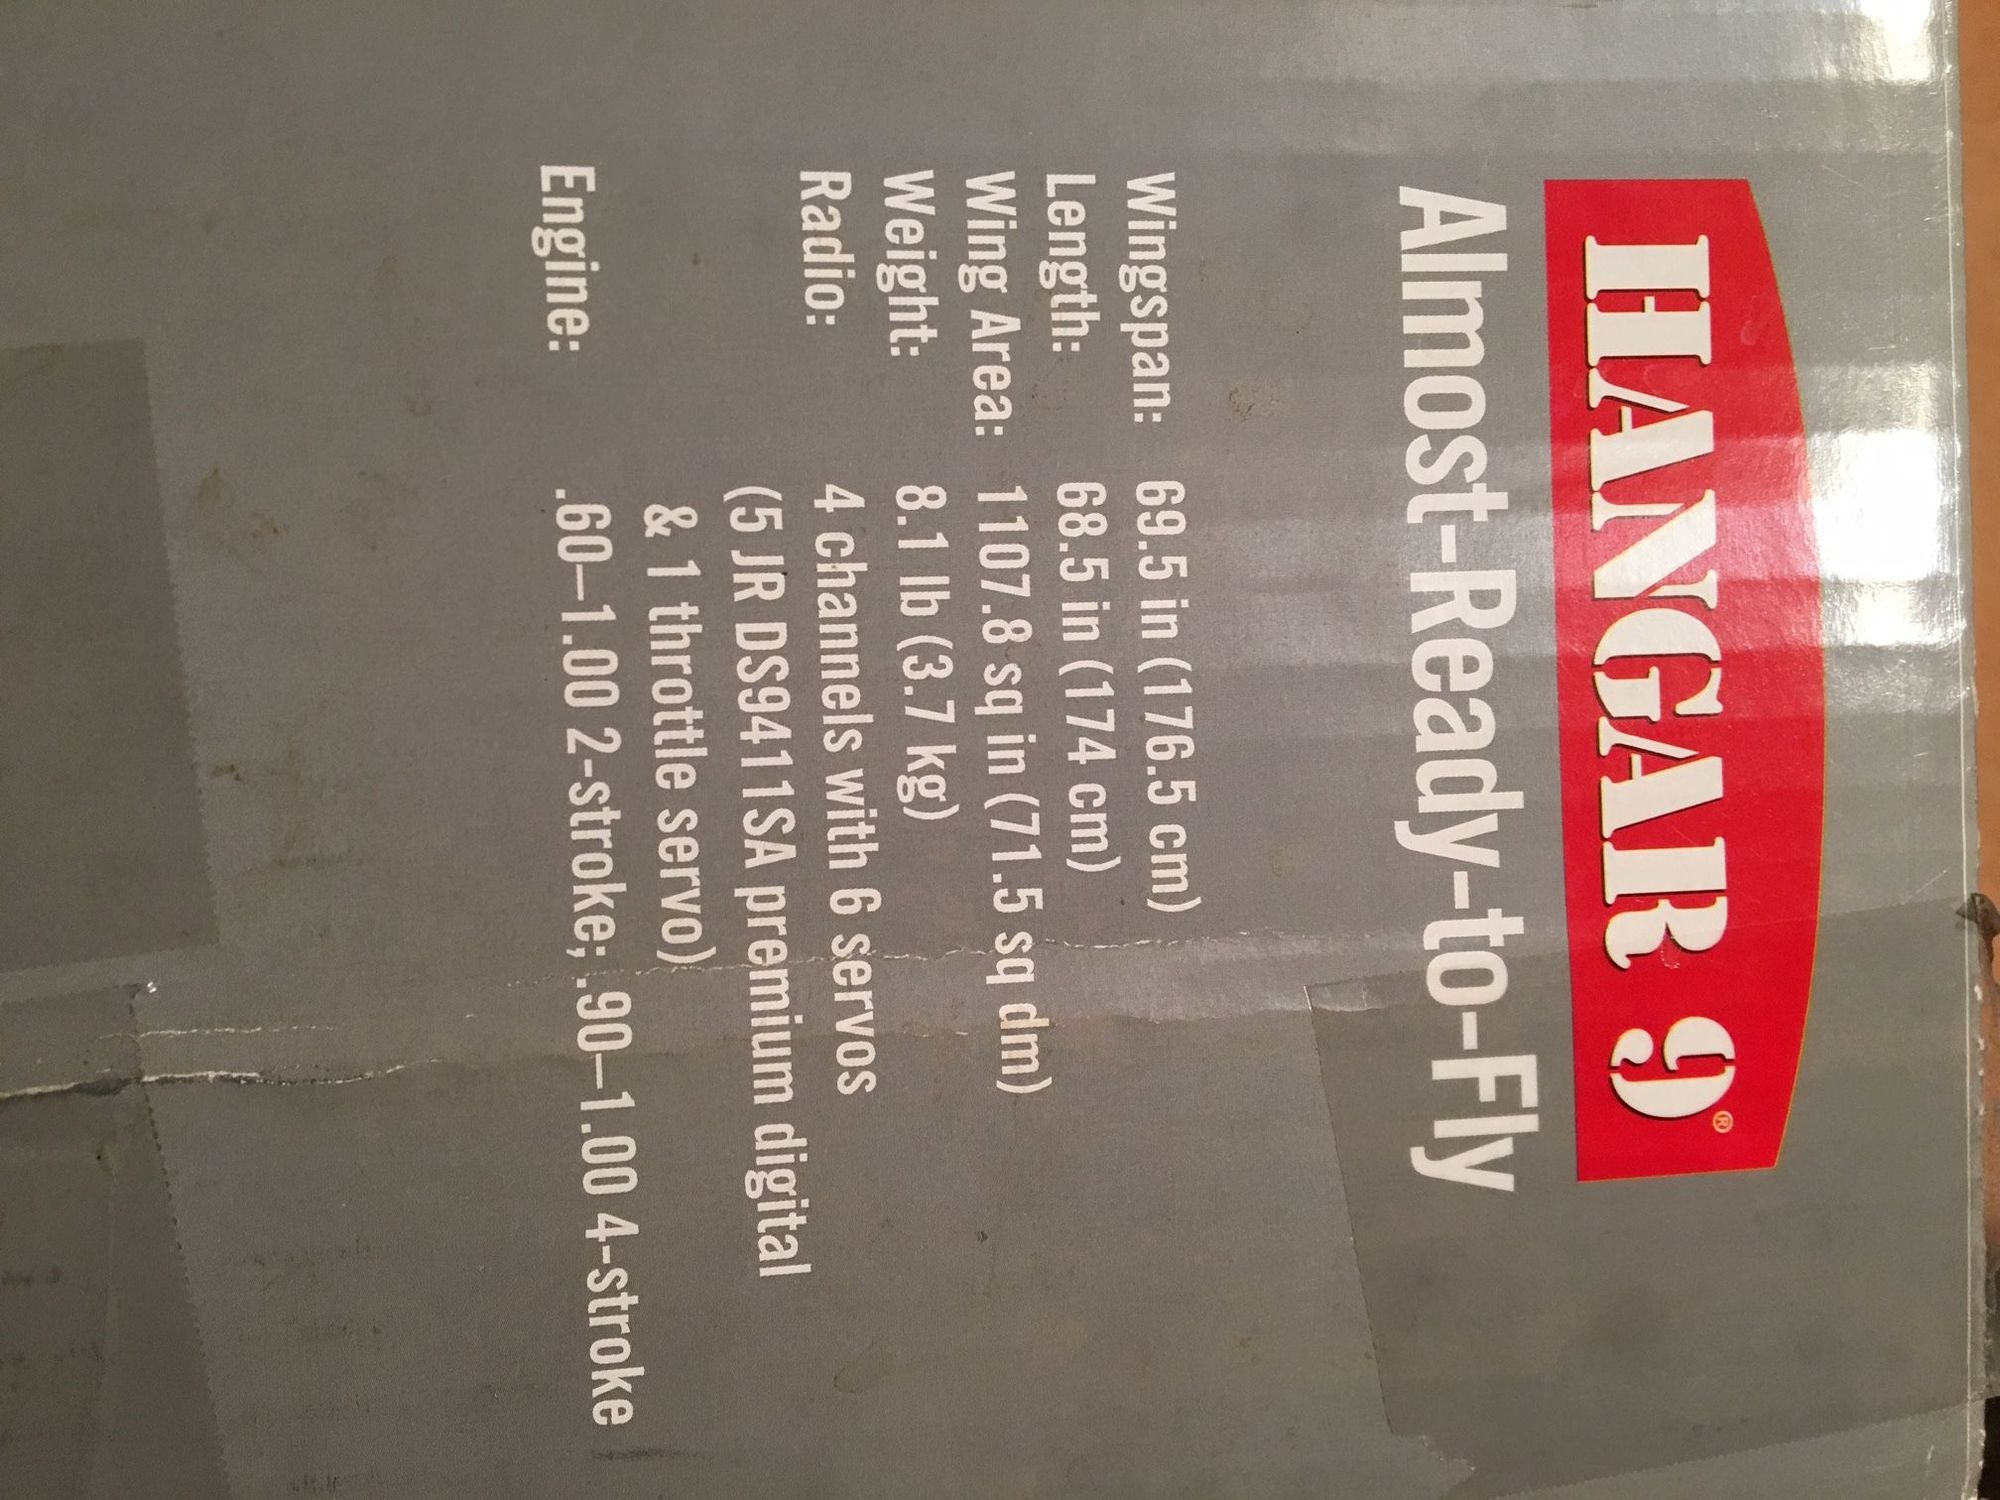 HANGAR 9®
Almost-Ready-to-Fly
Wingspan: 69.5 in (176.5 cm)
Length: 68.5 in (174 cm)
Wing Area: 1107.8 sq in (71.5 sq dm)
Weight: 8.1 lb (3.7 kg)
Radio: 4 channels with 6 servos
(5 JR DS9411SA premium digital
& 1 throttle servo)
Engine: .60–1.00 2-stroke; .90–1.00 4-stroke